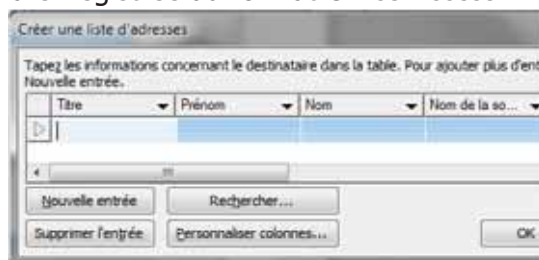 Créer une liste d'adresses
Tapez les informations concernant le destinataire dans la table. Pour ajouter plus d'ent
Nouvelle entrée.
Titre Prénom Nom Nom de la so...
Nouvelle entrée Rechercher...
Supprimer l'entrée Personnaliser colonnes... OK